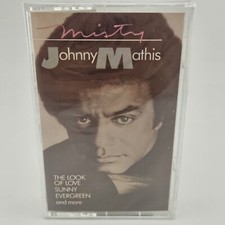 Misty
Johnny Mathis
THE LOOK
OF LOVE
SUNNY
EVERGREEN
and more